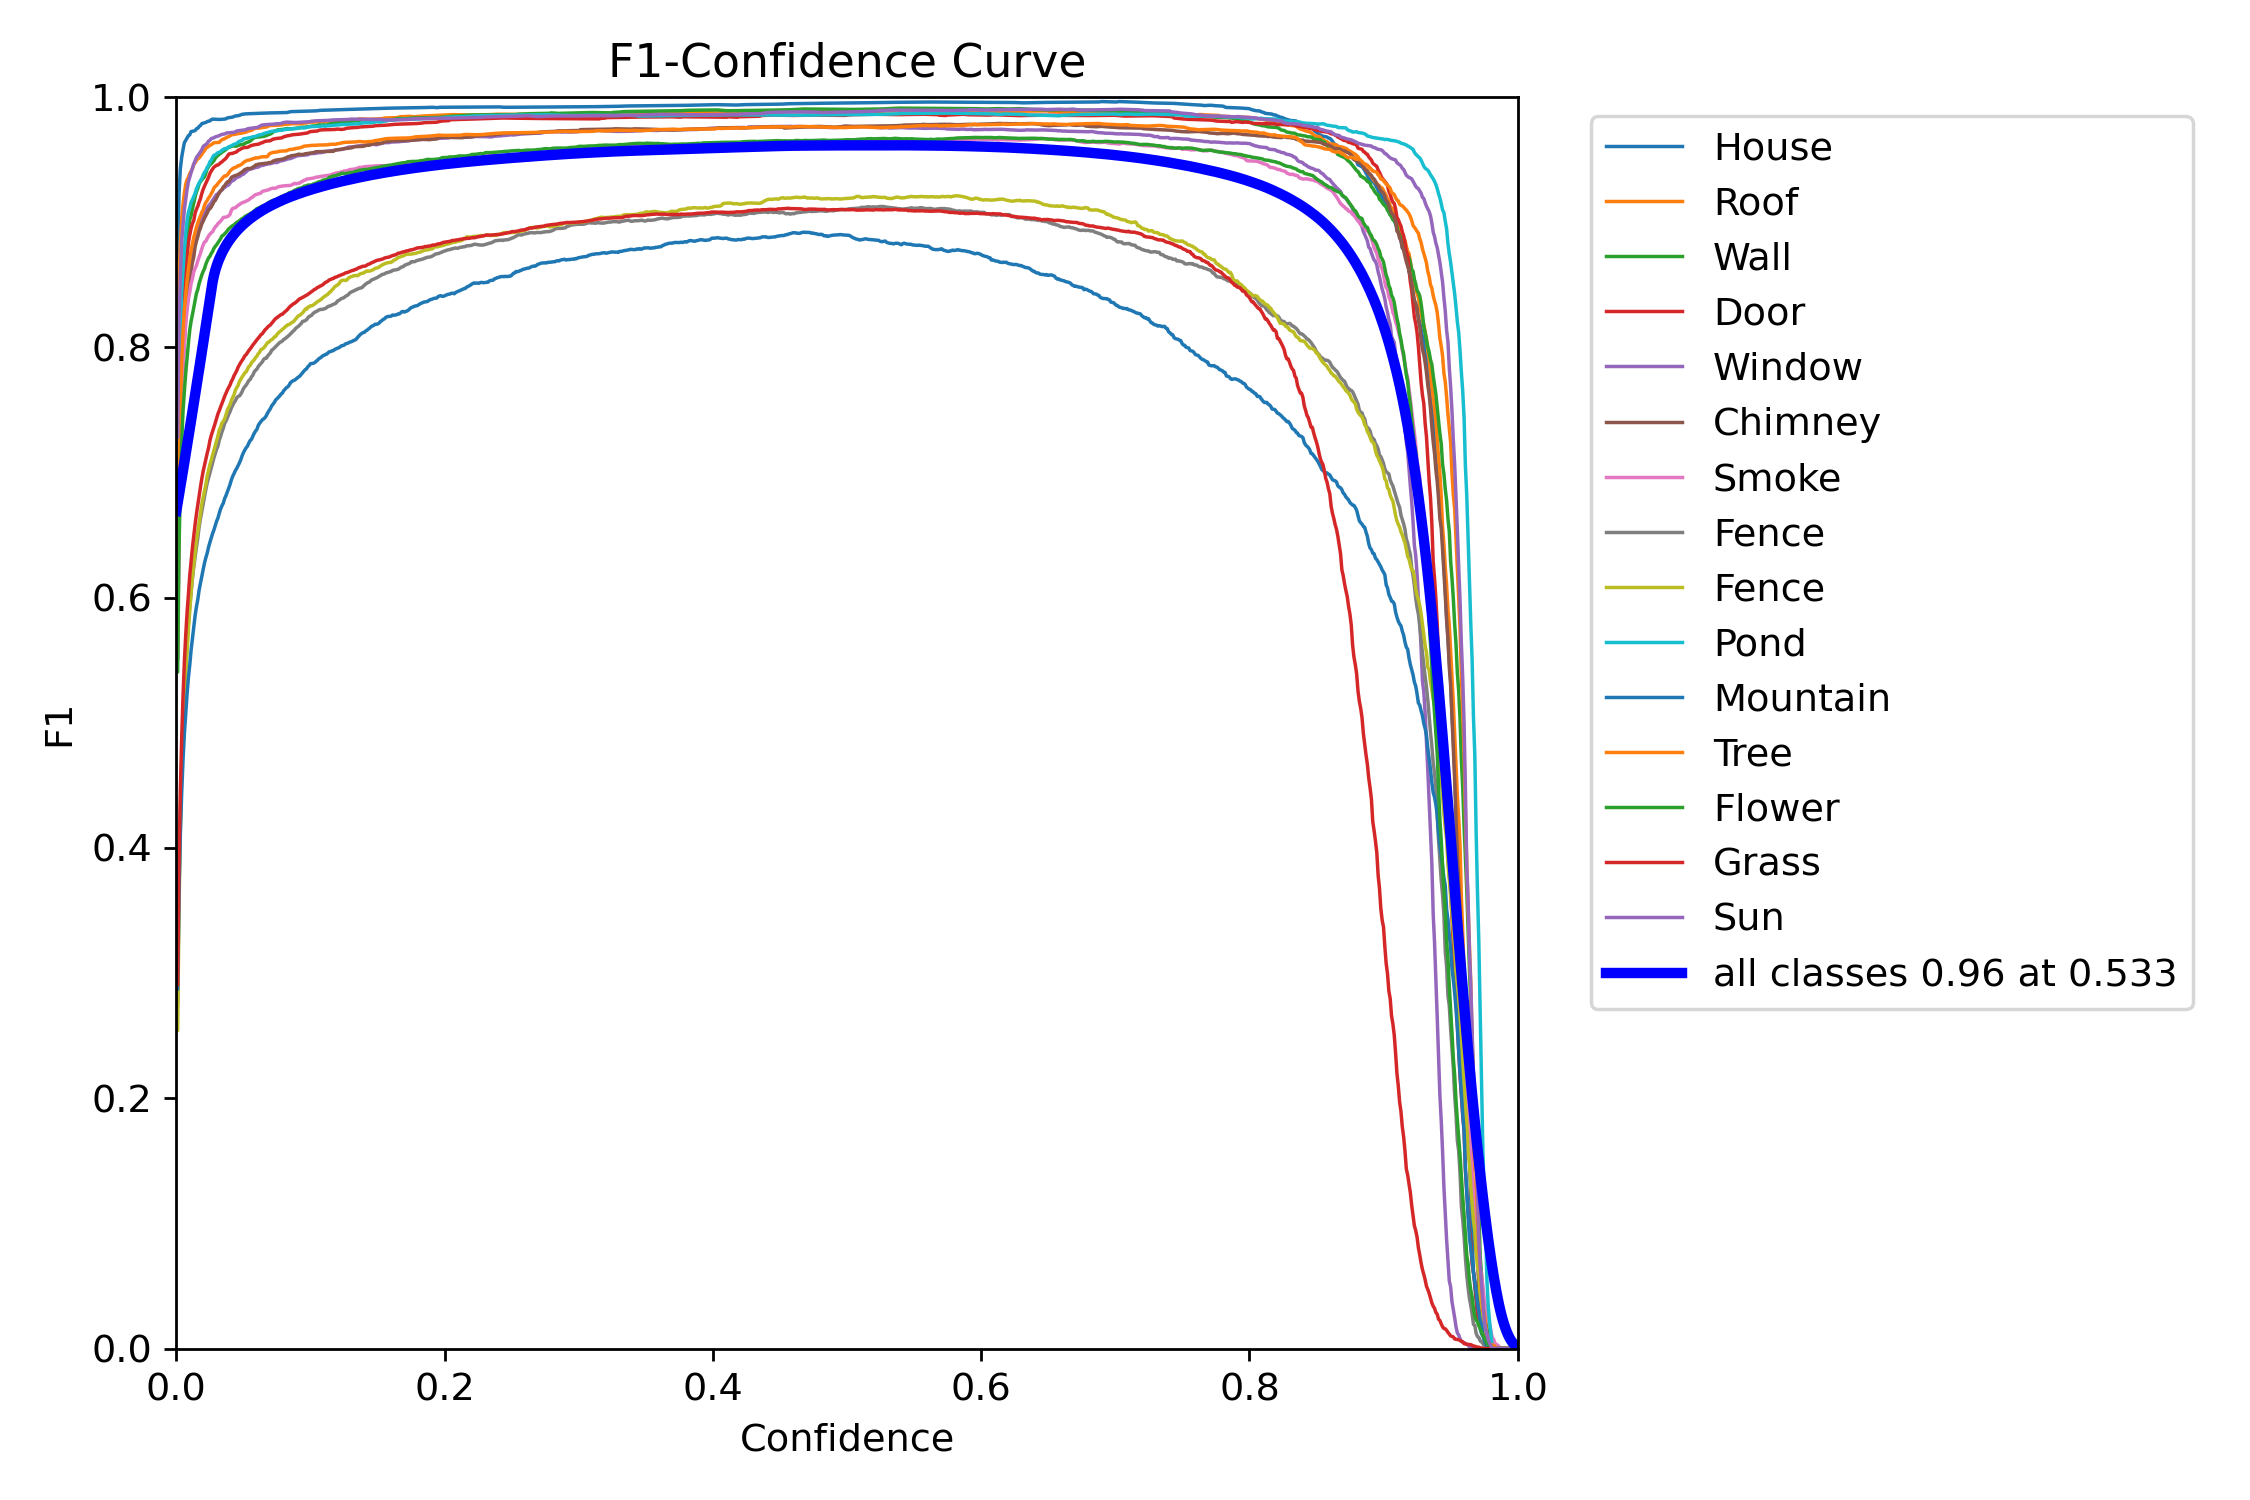 F1-Confidence Curve
1.0
0.8
0.6
0.4
0.2
0.0
F1
0.0 0.2 0.4 0.6 0.8 1.0
Confidence
House
Roof
Wall
Door
Window
Chimney
Smoke
Fence
Fence
Pond
Mountain
Tree
Flower
Grass
Sun
all classes 0.96 at 0.533